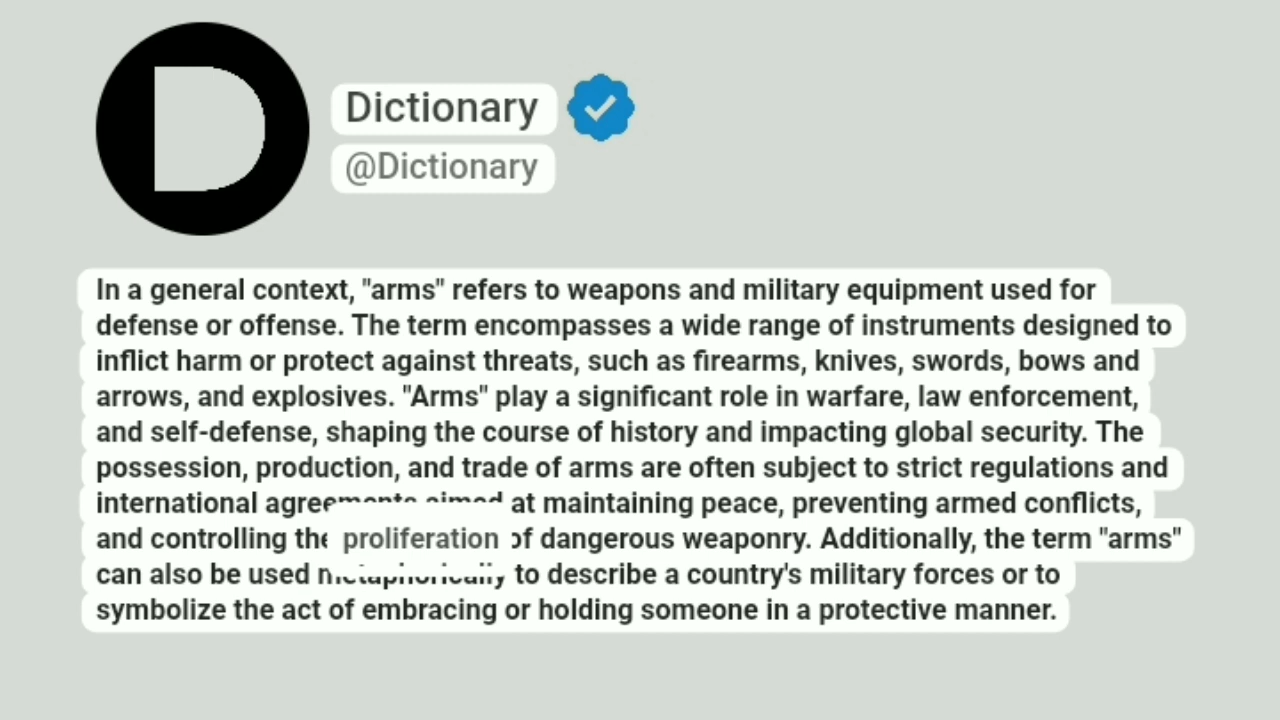 Dictionary
@Dictionary
In a general context, "arms" refers to weapons and military equipment used for
defense or offense. The term encompasses a wide range of instruments designed to
inflict harm or protect against threats, such as firearms, knives, swords, bows and
arrows, and explosives. "Arms" play a significant role in warfare, law enforcement,
and self-defense, shaping the course of history and impacting global security. The
possession, production, and trade of arms are often subject to strict regulations and
international agreements aimed at maintaining peace, preventing armed conflicts,
and controlling the proliferation of dangerous weaponry. Additionally, the term "arms"
can also be used metaphorically to describe a country's military forces or to
symbolize the act of embracing or holding someone in a protective manner.